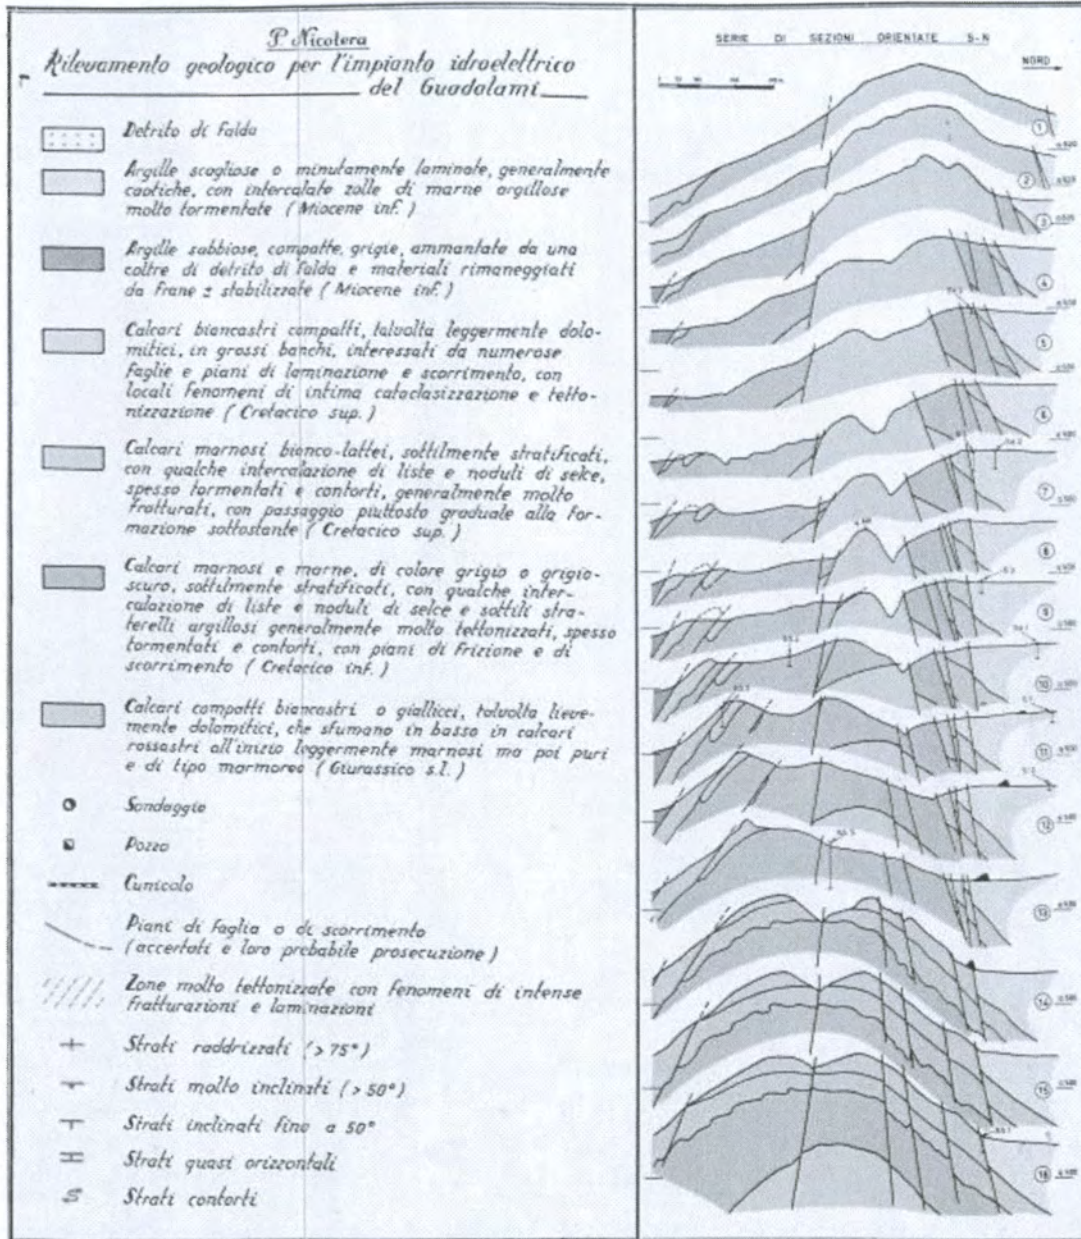 P. Nicotera
Rilevamento geologico per l'impianto idroelettrico
del Guadalami
Detrito di falda
Argille scagliose o minutamente laminate, generalmente
caotiche, con intercalate zolle di marne argillose
molto tormentate (Miocene inf.)
Argille sabbiose, compatte, grigie, ammantate da una
coltre di detrito di falda e materiali rimaneggiati
da frane ± stabilizzate (Miocene inf.)
Calcari biancastri compatti, talvolta leggermente dolo-
mitici, in grossi banchi, interessati da numerose
faglie e piani di laminazione e scorrimento, con
locali fenomeni di intima cataclasizzazione e tetto-
nizzazione (Cretacico sup.)
Calcari marnosi bianco-lattei, sottilmente stratificati,
con qualche intercalazione di liste e noduli di selce,
spesso tormentati e contorti, generalmente molto
fratturati, con passaggio piuttosto graduale alla for-
mazione sottostante (Cretacico sup.)
Calcari marnosi e marne, di colore grigio o grigio-
scuro, sottilmente stratificati, con qualche inter-
calazione di liste e noduli di selce e sottili stra-
terelli argillosi generalmente molto tettonizzati, spesso
tormentati e contorti, con piani di frizione e di
scorrimento (Cretacico inf.)
Calcari compatti biancastri o giallicci, talvolta lieve-
mente dolomitici, che sfumano in basso in calcari
rossastri all'inizio leggermente marnosi ma poi puri
e di tipo marmoreo (Giurassico s.l.)
Sondaggio
Pozzo
Cunicolo
Piani di faglia o di scorrimento
(accertati e loro probabile prosecuzione)
Zone molto tettonizzate con fenomeni di intense
fratturazioni e laminazioni
Strati raddrizzati (> 75°)
Strati molto inclinati (> 50°)
Strati inclinati fino a 50°
Strati quasi orizzontali
Strati contorti
SERIE DI SEZIONI ORIENTATE S-N
NORD
1
2
3
4
5
6
7
8
9
10
11
12
13
14
15
16